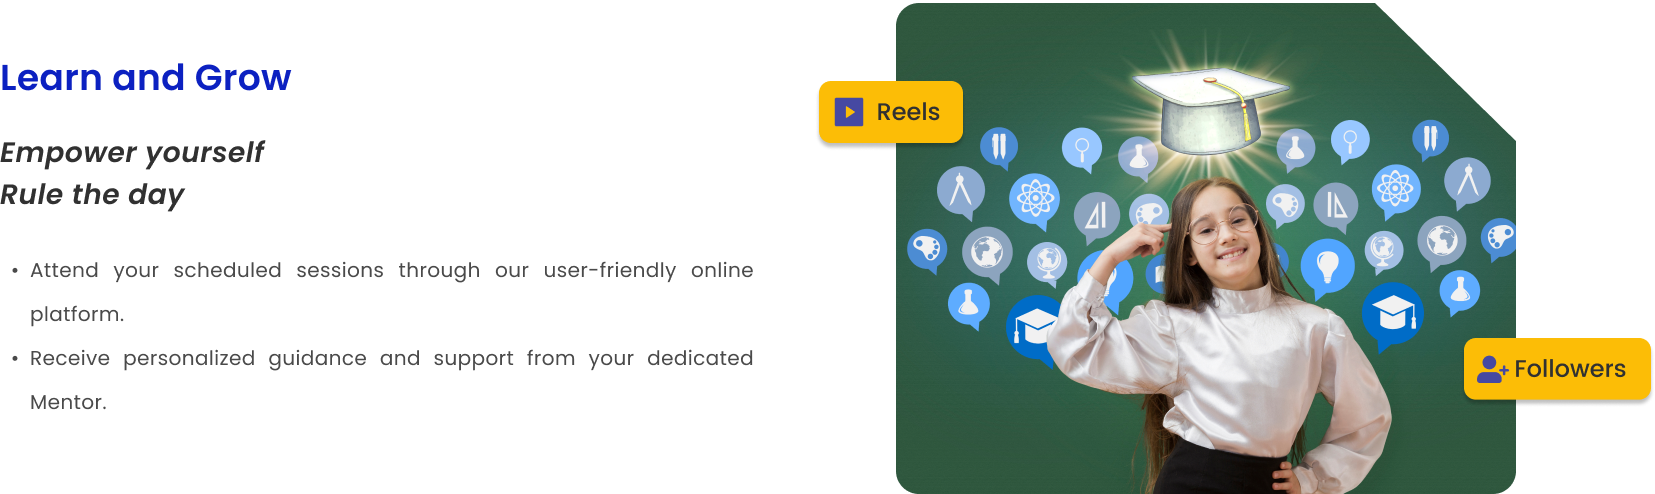 Learn and Grow
Empower yourself
Rule the day
• Attend your scheduled sessions through our user-friendly online
platform.
• Receive personalized guidance and support from your dedicated
Mentor.
Reels
Followers